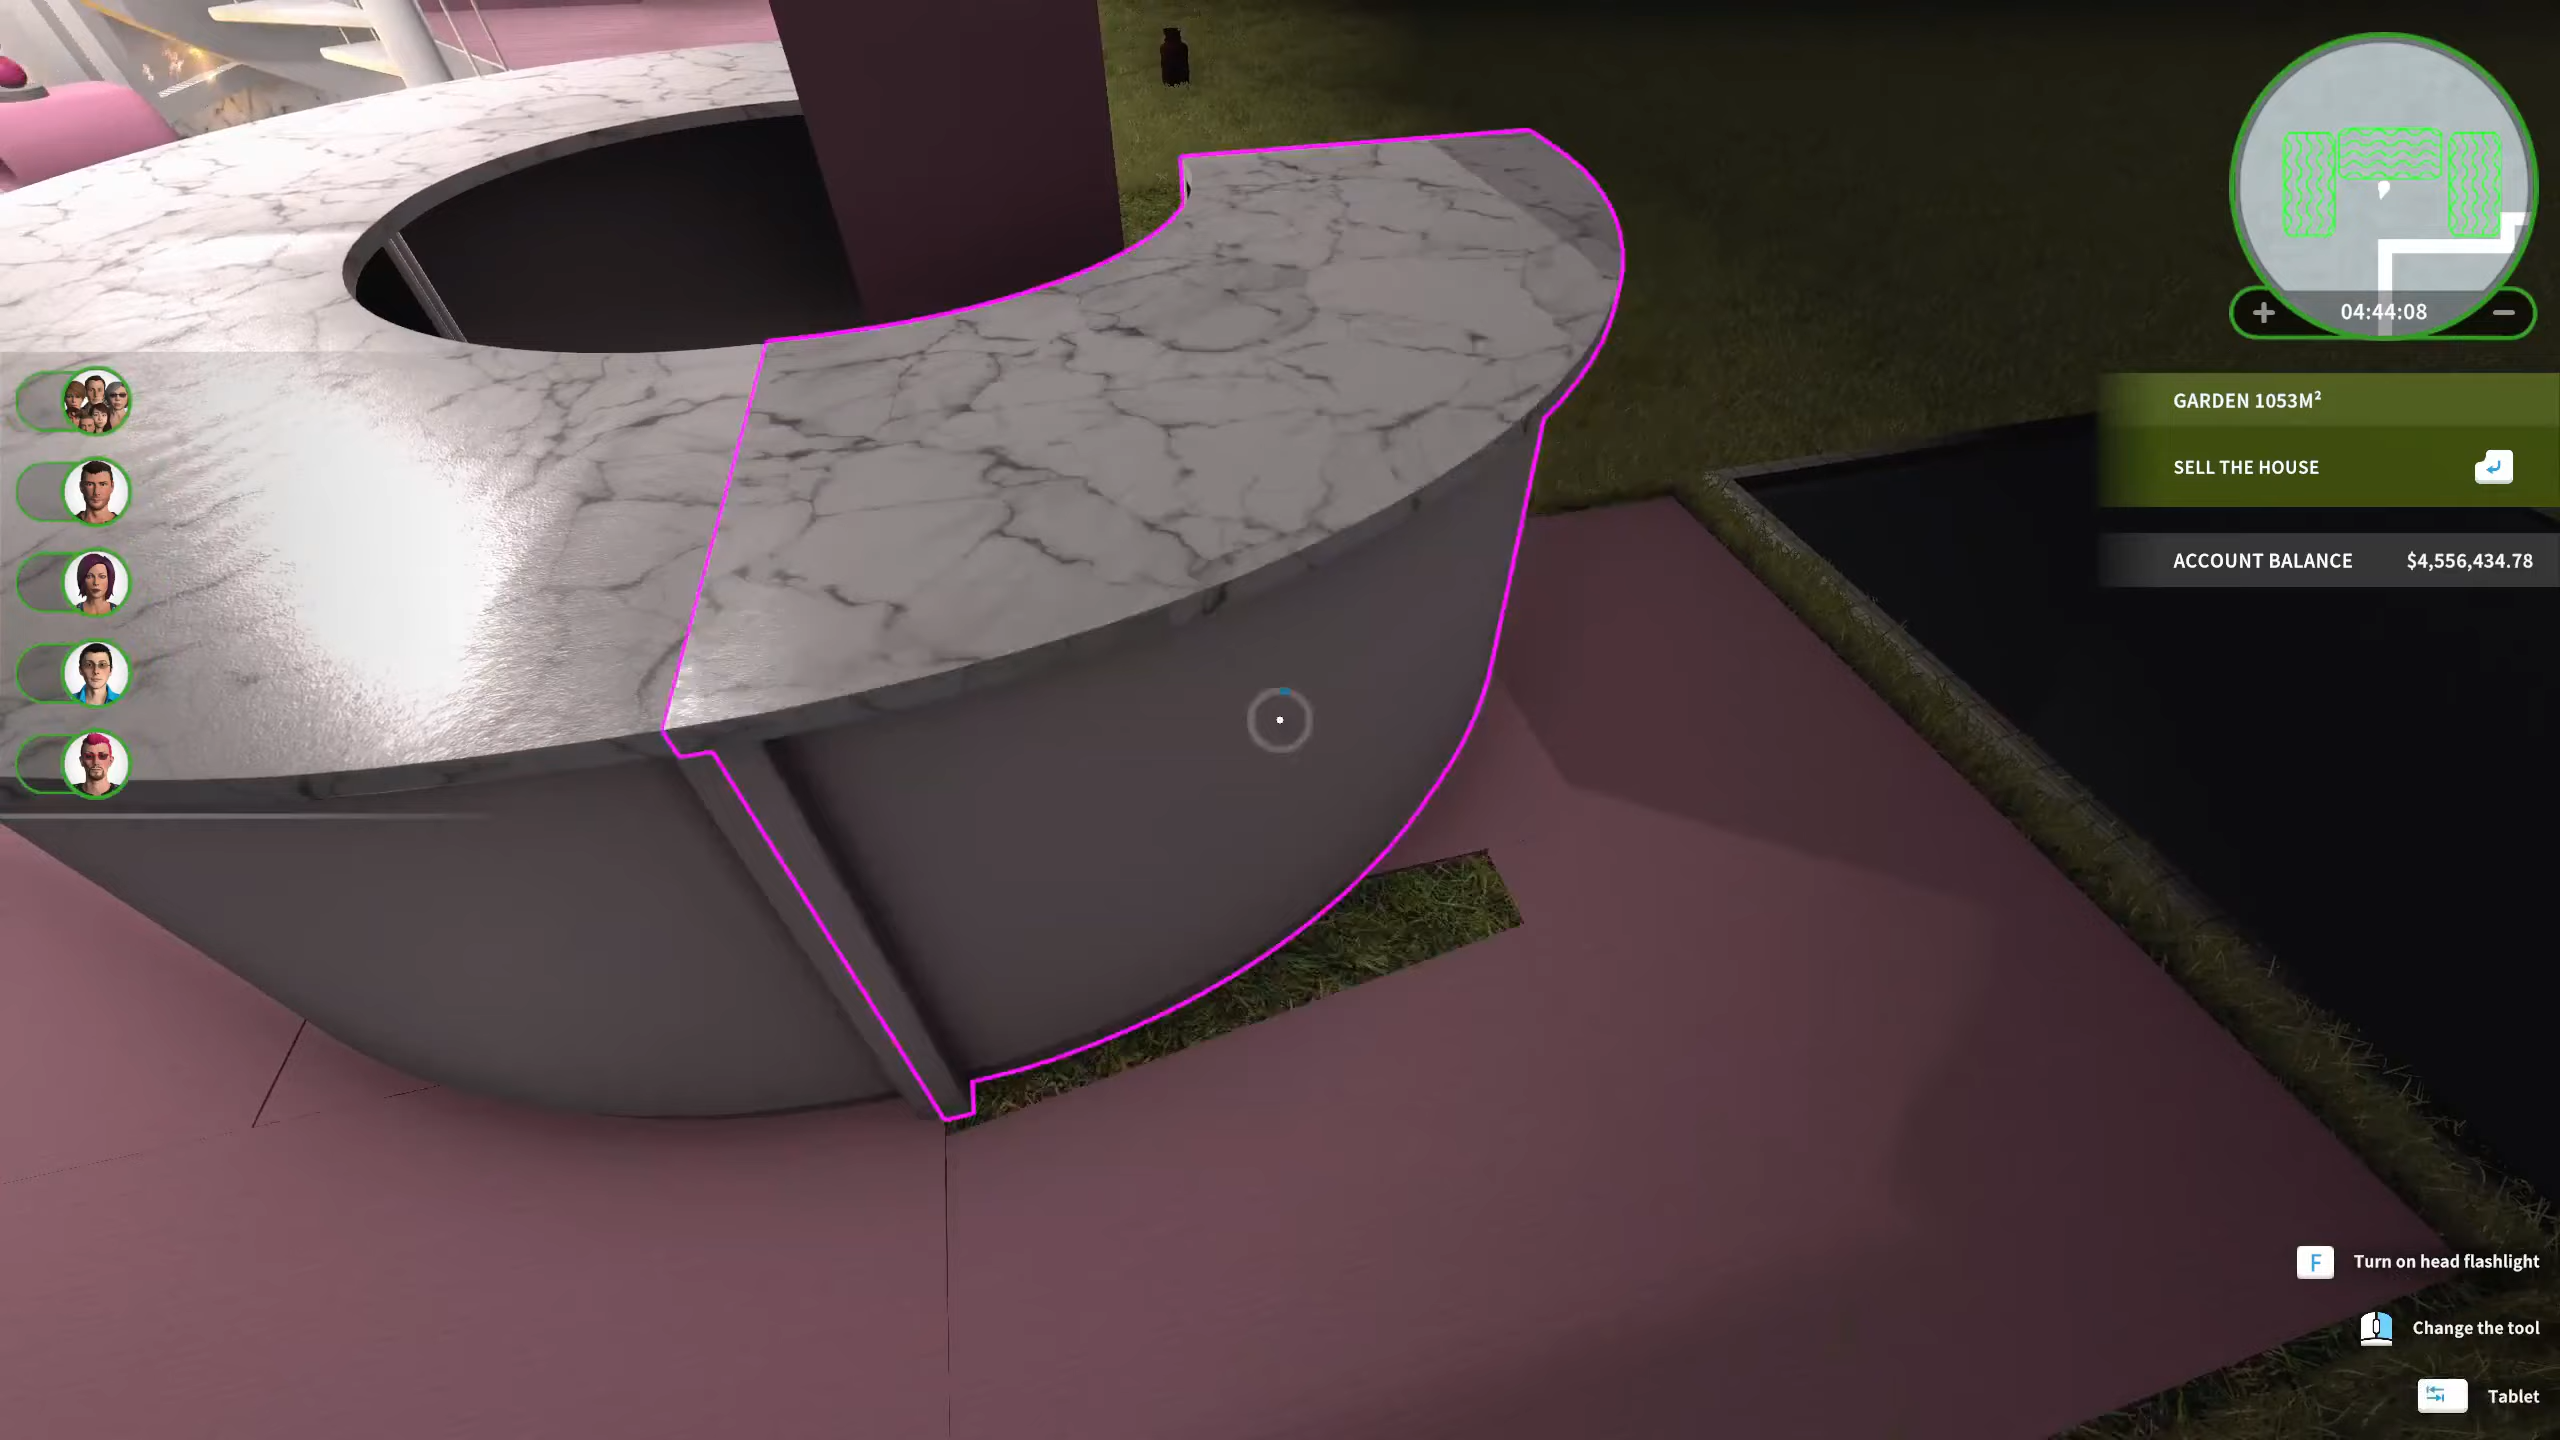 04:44:08
GARDEN 1053M²
SELL THE HOUSE
ACCOUNT BALANCE $4,556,434.78
F Turn on head flashlight
Change the tool
Tablet